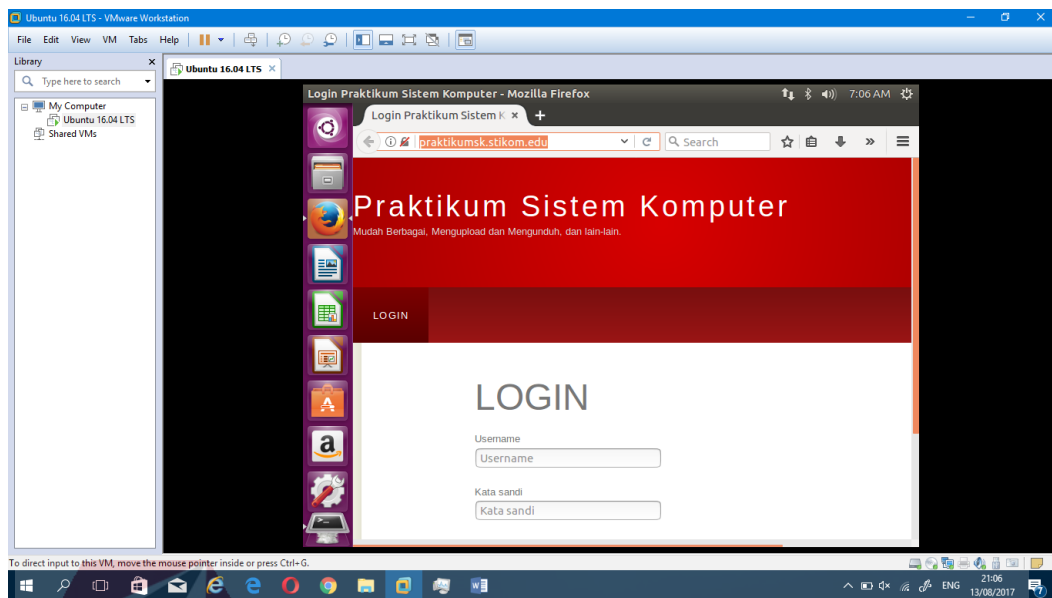 Ubuntu 16.04 LTS - VMware Workstation
File Edit View VM Tabs Help
Library
Ubuntu 16.04 LTS
Type here to search
My Computer
Ubuntu 16.04 LTS
Shared VMs
Login Praktikum Sistem Komputer - Mozilla Firefox 7:06 AM
Login Praktikum Sistem K
praktikumsk.stikom.edu Search
Praktikum Sistem Komputer
Mudah Berbagai, Mengupload dan Mengunduh, dan lain-lain.
LOGIN
LOGIN
Username
Username
Kata sandi
Kata sandi
To direct input to this VM, move the mouse pointer inside or press Ctrl+G.
ENG 21:06
13/08/2017